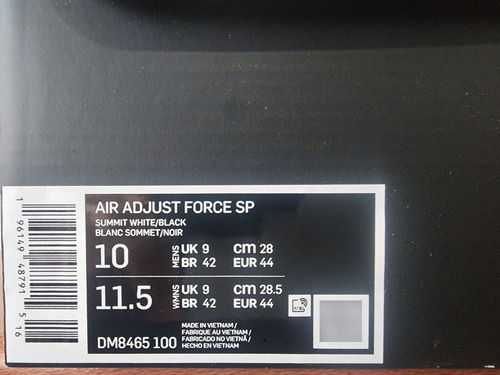 AIR ADJUST FORCE SP
SUMMIT WHITE/BLACK
BLANC SOMMET/NOIR
10 MENS UK 9 cm 28
BR 42 EUR 44
11.5 WMNS UK 9 cm 28.5
BR 42 EUR 44
DM8465 100
MADE IN VIETNAM /
FABRIQUE AU VIETNAM /
FABRICADO NO VIETNÃ /
HECHO EN VIETNAM
1 96149 48791 5 16